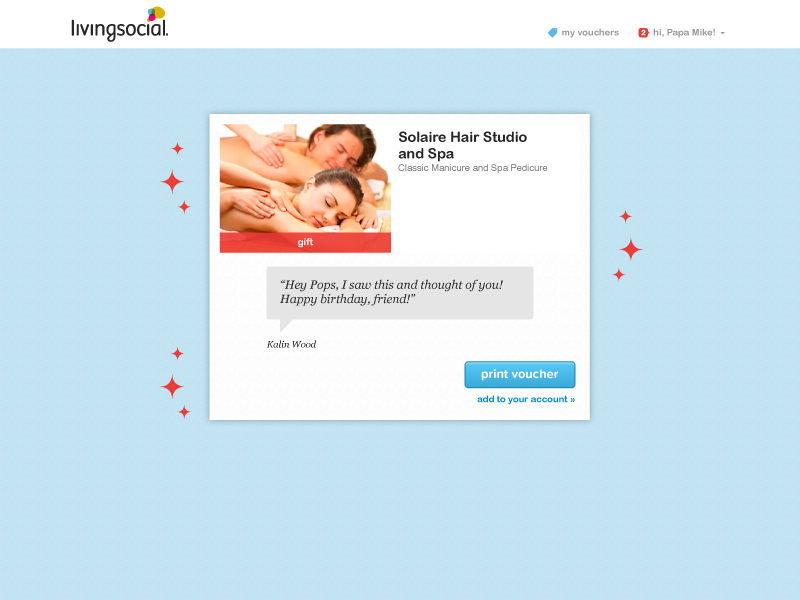 livingsocial.
my vouchers
2 hi, Papa Mike!
Solaire Hair Studio
and Spa
Classic Manicure and Spa Pedicure
gift
“Hey Pops, I saw this and thought of you!
Happy birthday, friend!”
Kalin Wood
print voucher
add to your account »